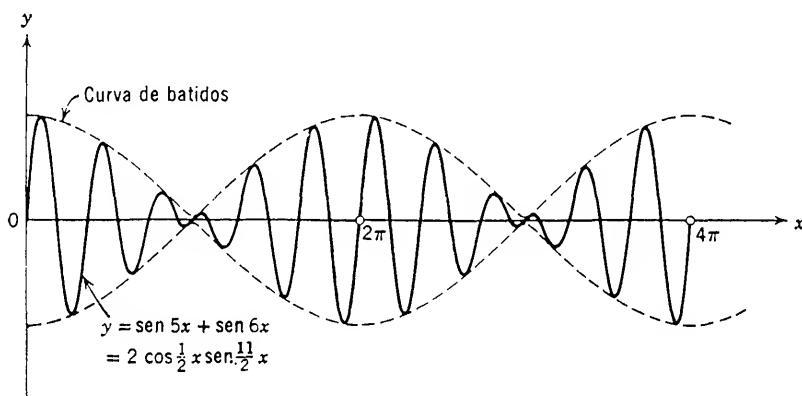 y
Curva de batidos
0
2π
4π
x
y = sen 5x + sen 6x
= 2 cos ½ x sen. 11/2 x